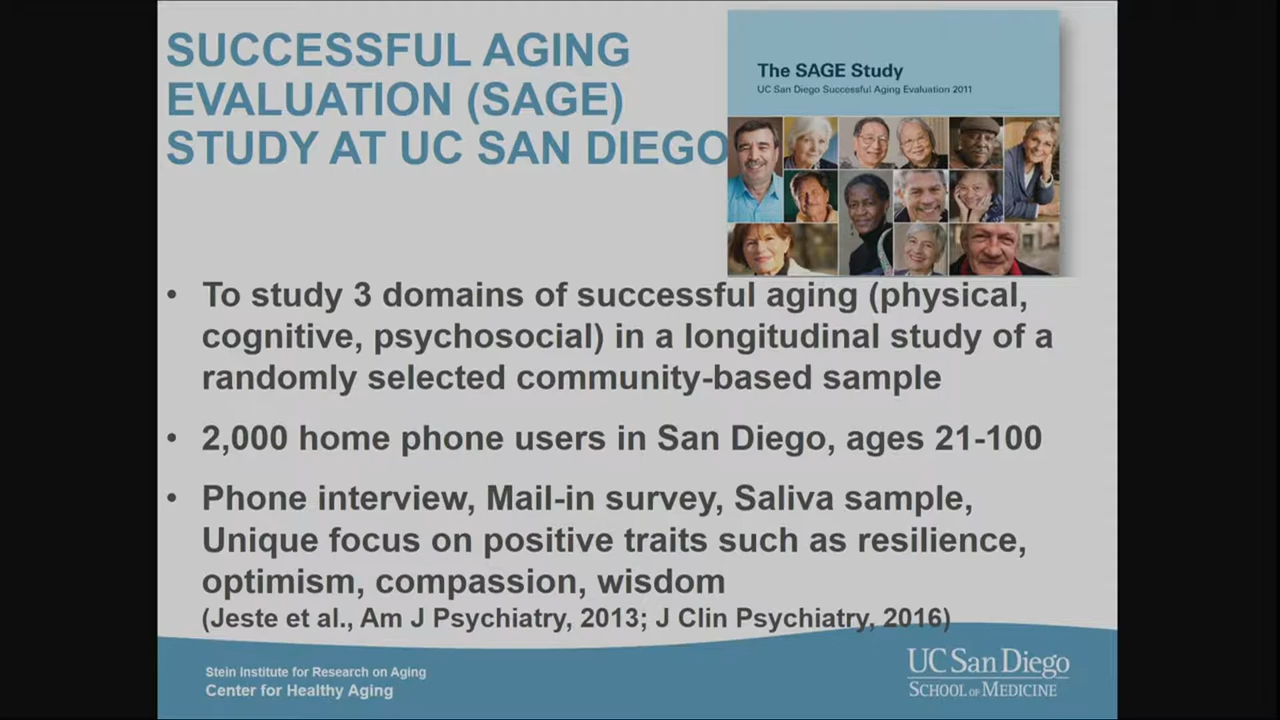 SUCCESSFUL AGING
EVALUATION (SAGE)
STUDY AT UC SAN DIEGO
The SAGE Study
UC San Diego Successful Aging Evaluation 2011
• To study 3 domains of successful aging (physical,
cognitive, psychosocial) in a longitudinal study of a
randomly selected community-based sample
• 2,000 home phone users in San Diego, ages 21-100
• Phone interview, Mail-in survey, Saliva sample,
Unique focus on positive traits such as resilience,
optimism, compassion, wisdom
(Jeste et al., Am J Psychiatry, 2013; J Clin Psychiatry, 2016)
Stein Institute for Research on Aging
Center for Healthy Aging
UC San Diego
SCHOOL OF MEDICINE